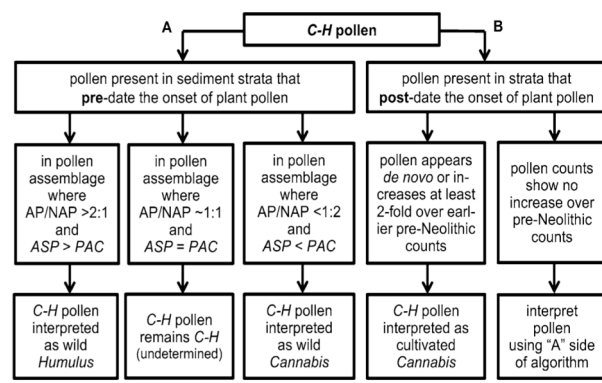 A
C-H pollen
B
pollen present in sediment strata that
pre-date the onset of plant pollen
pollen present in strata that
post-date the onset of plant pollen
in pollen
assemblage
where
AP/NAP >2:1
and
ASP > PAC
in pollen
assemblage
where
AP/NAP ~1:1
and
ASP = PAC
in pollen
assemblage
where
AP/NAP <1:2
and
ASP < PAC
pollen appears
de novo or in-
creases at least
2-fold over earl-
ier pre-Neolithic
counts
pollen counts
show no
increase over
pre-Neolithic
counts
C-H pollen
interpreted
as wild
Humulus
C-H pollen
remains C-H
(undetermined)
C-H pollen
interpreted
as wild
Cannabis
C-H pollen
interpreted as
cultivated
Cannabis
interpret
pollen
using “A” side
of algorithm